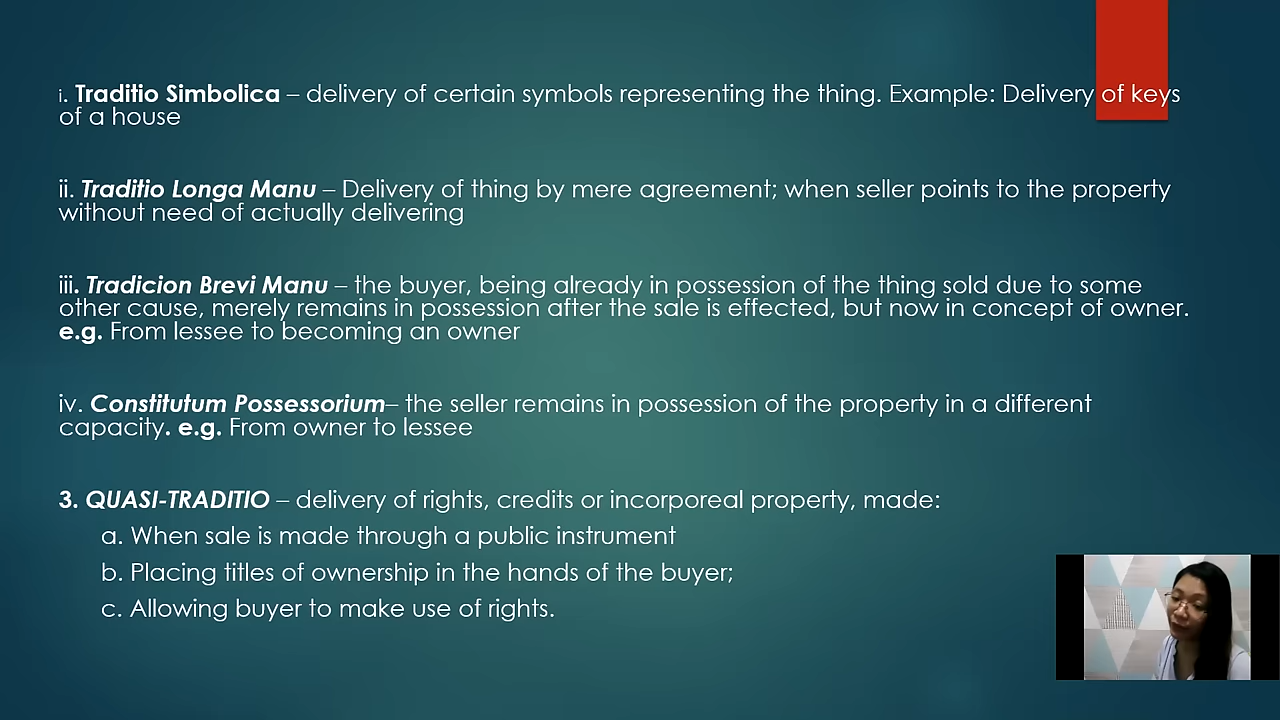 i. Traditio Simbolica – delivery of certain symbols representing the thing. Example: Delivery of keys
of a house
ii. Traditio Longa Manu – Delivery of thing by mere agreement; when seller points to the property
without need of actually delivering
iii. Tradicion Brevi Manu – the buyer, being already in possession of the thing sold due to some
other cause, merely remains in possession after the sale is effected, but now in concept of owner.
e.g. From lessee to becoming an owner
iv. Constitutum Possessorium– the seller remains in possession of the property in a different
capacity. e.g. From owner to lessee
3. QUASI-TRADITIO – delivery of rights, credits or incorporeal property, made:
a. When sale is made through a public instrument
b. Placing titles of ownership in the hands of the buyer;
c. Allowing buyer to make use of rights.